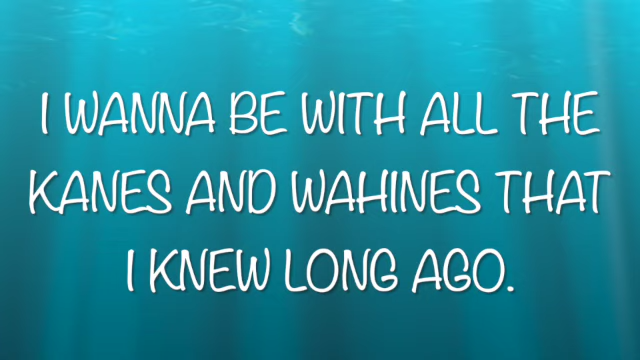 I WANNA BE WITH ALL THE
KANES AND WAHINES THAT
I KNEW LONG AGO.